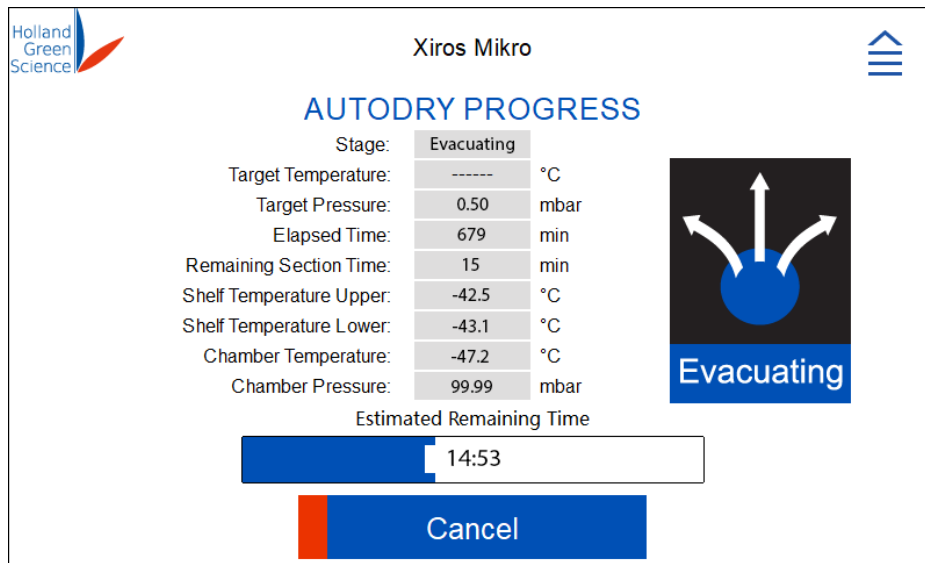 Holland
Green
Science
Xiros Mikro
AUTODRY PROGRESS
Stage: Evacuating
Target Temperature: ------ °C
Target Pressure: 0.50 mbar
Elapsed Time: 679 min
Remaining Section Time: 15 min
Shelf Temperature Upper: -42.5 °C
Shelf Temperature Lower: -43.1 °C
Chamber Temperature: -47.2 °C
Chamber Pressure: 99.99 mbar
Evacuating
Estimated Remaining Time
14:53
Cancel